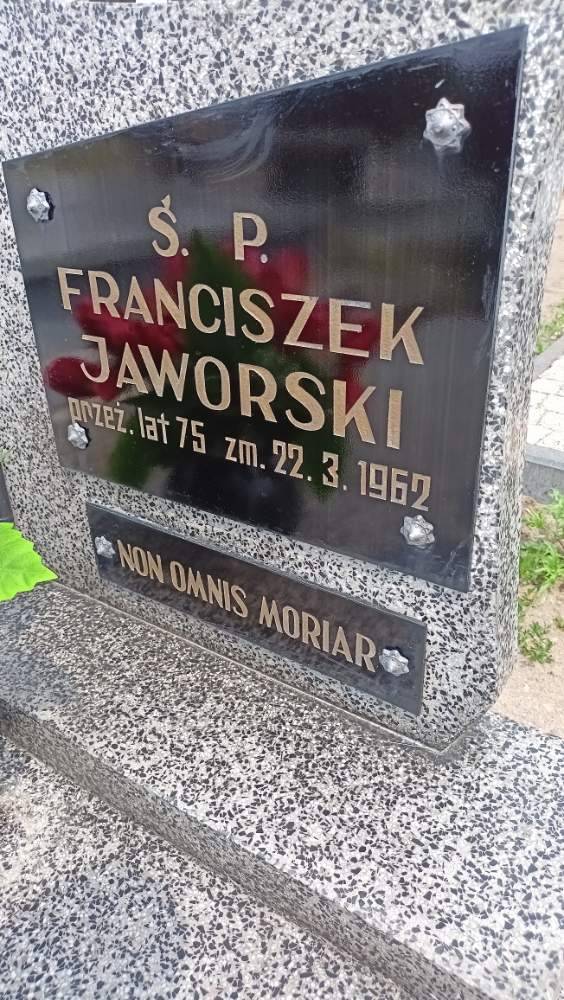 Ś. P.
FRANCISZEK
JAWORSKI
przeż. lat 75 zm. 22. 3. 1962
NON OMNIS MORIAR